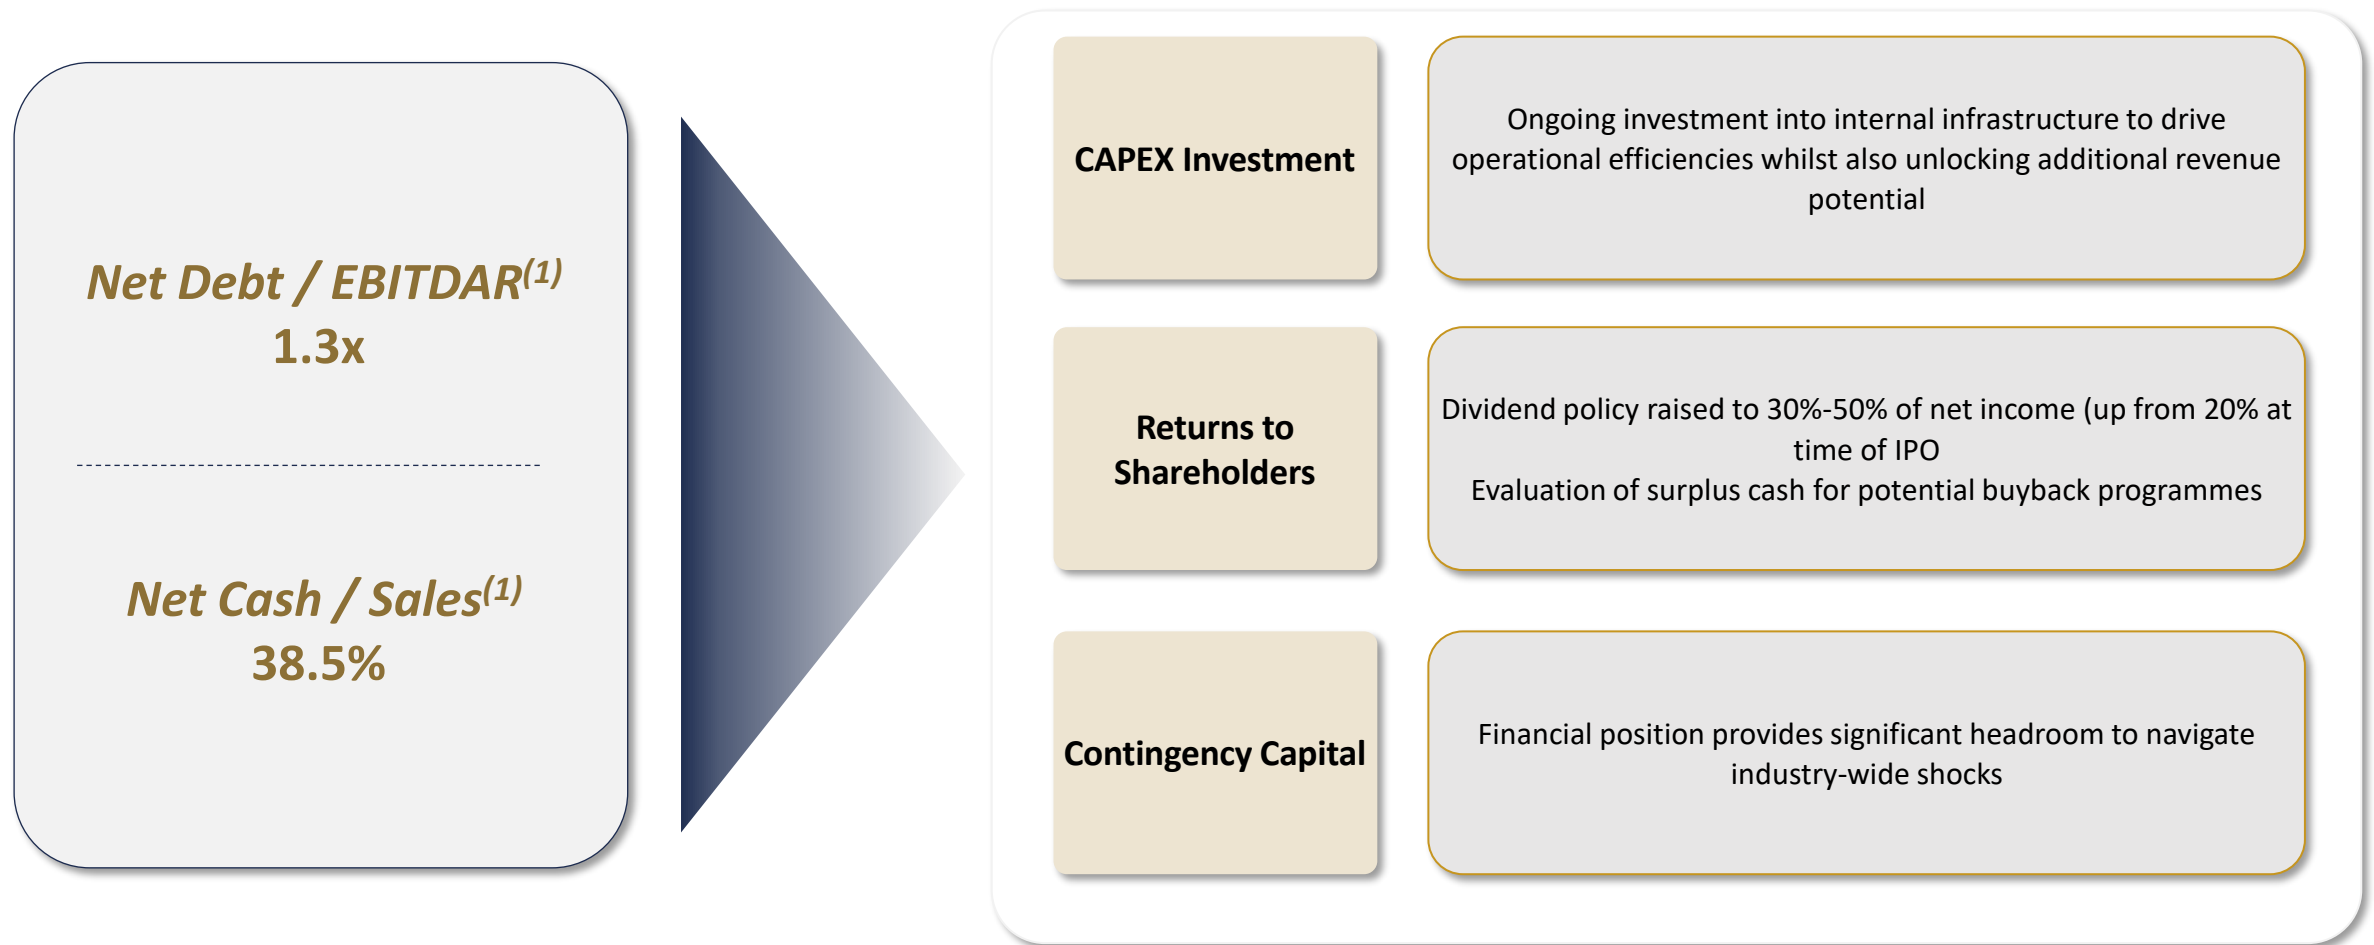 Net Debt / EBITDAR(1)
1.3x
Net Cash / Sales(1)
38.5%
CAPEX Investment
Ongoing investment into internal infrastructure to drive
operational efficiencies whilst also unlocking additional revenue
potential
Returns to
Shareholders
Dividend policy raised to 30%-50% of net income (up from 20% at
time of IPO
Evaluation of surplus cash for potential buyback programmes
Contingency Capital
Financial position provides significant headroom to navigate
industry-wide shocks